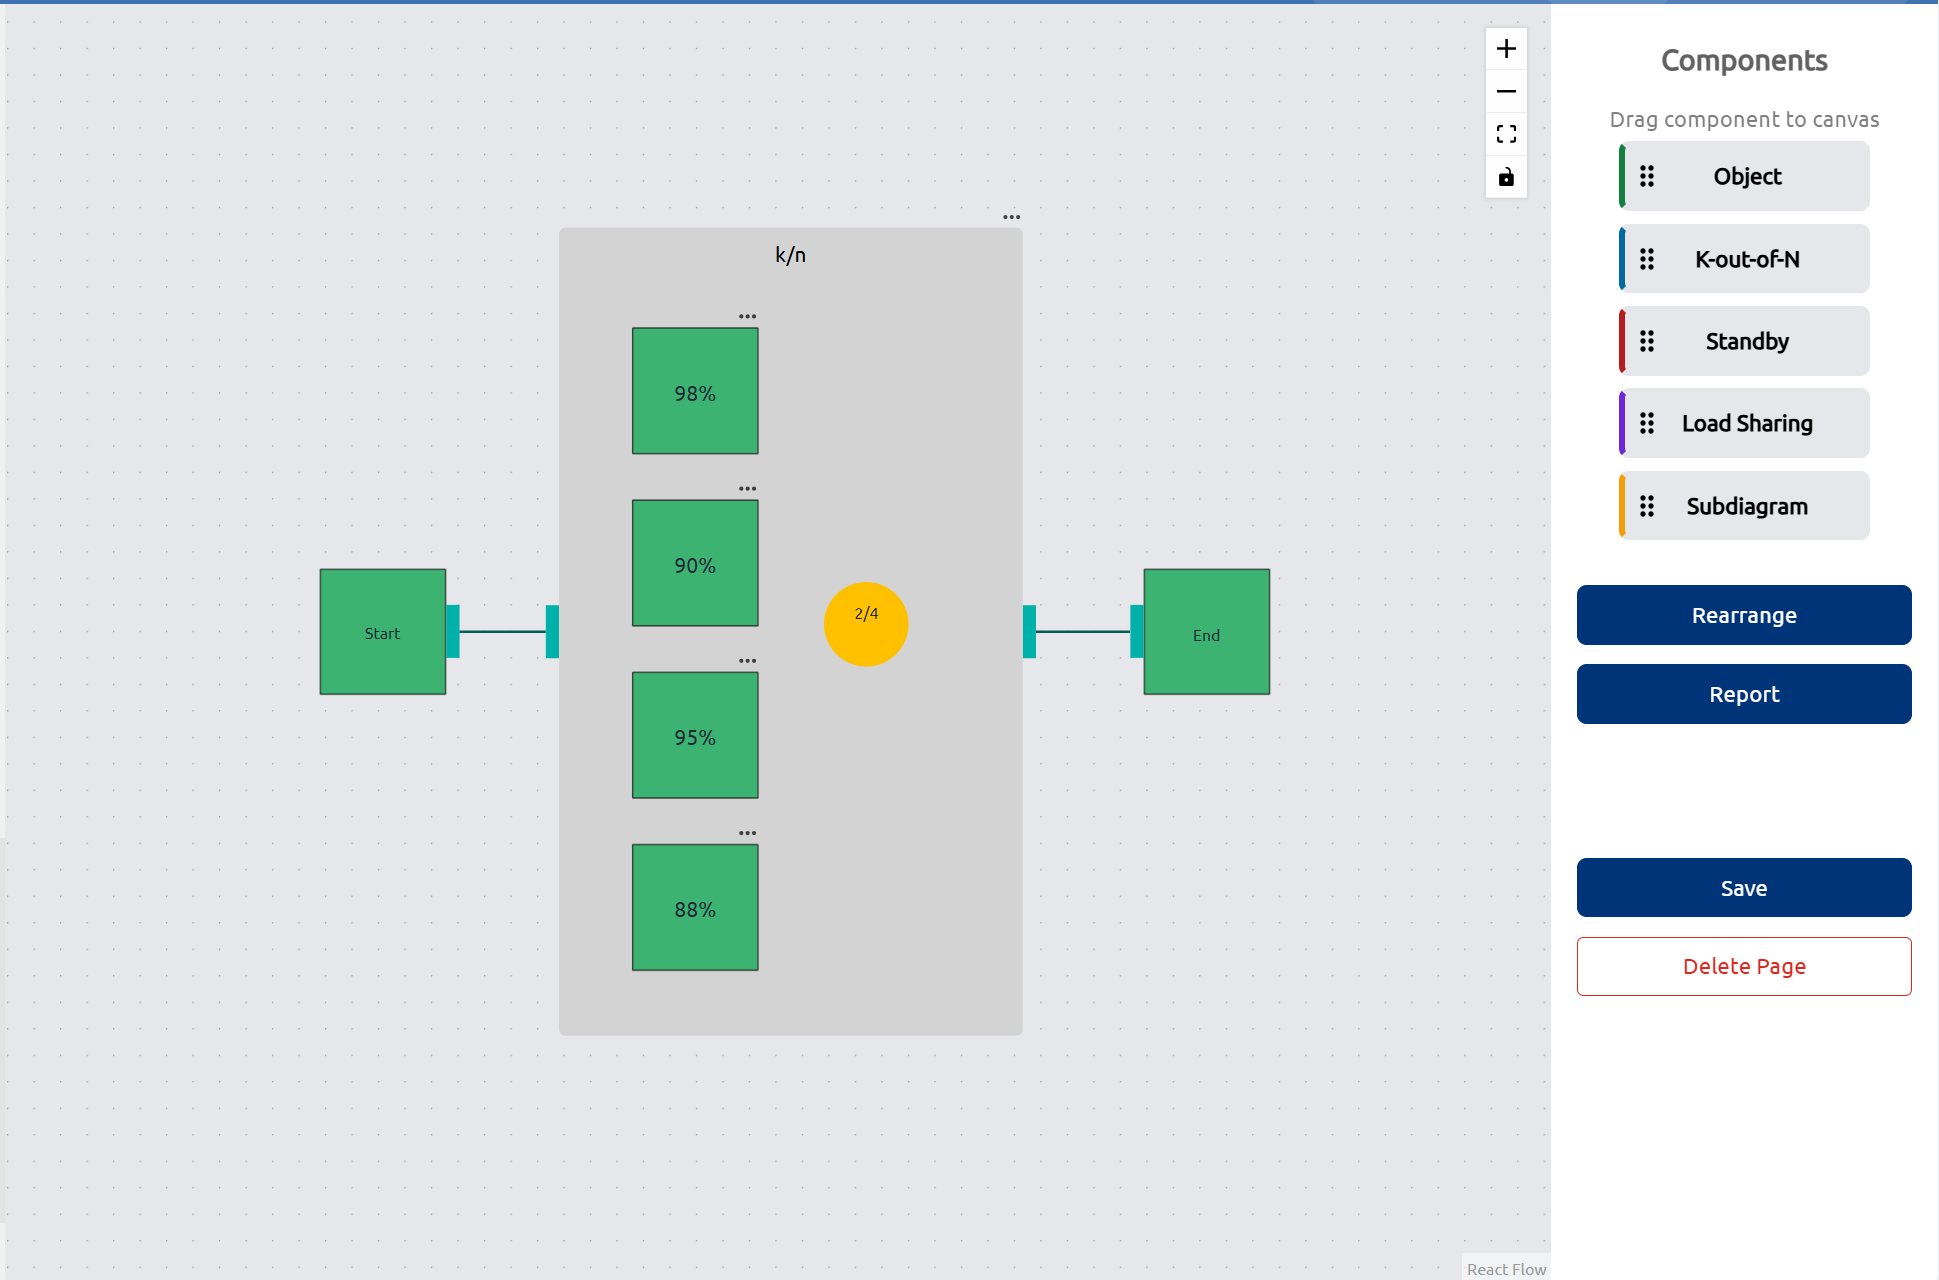 k/n
98%
90%
2/4
Start
End
95%
88%
React Flow
Components
Drag component to canvas
Object
K-out-of-N
Standby
Load Sharing
Subdiagram
Rearrange
Report
Save
Delete Page